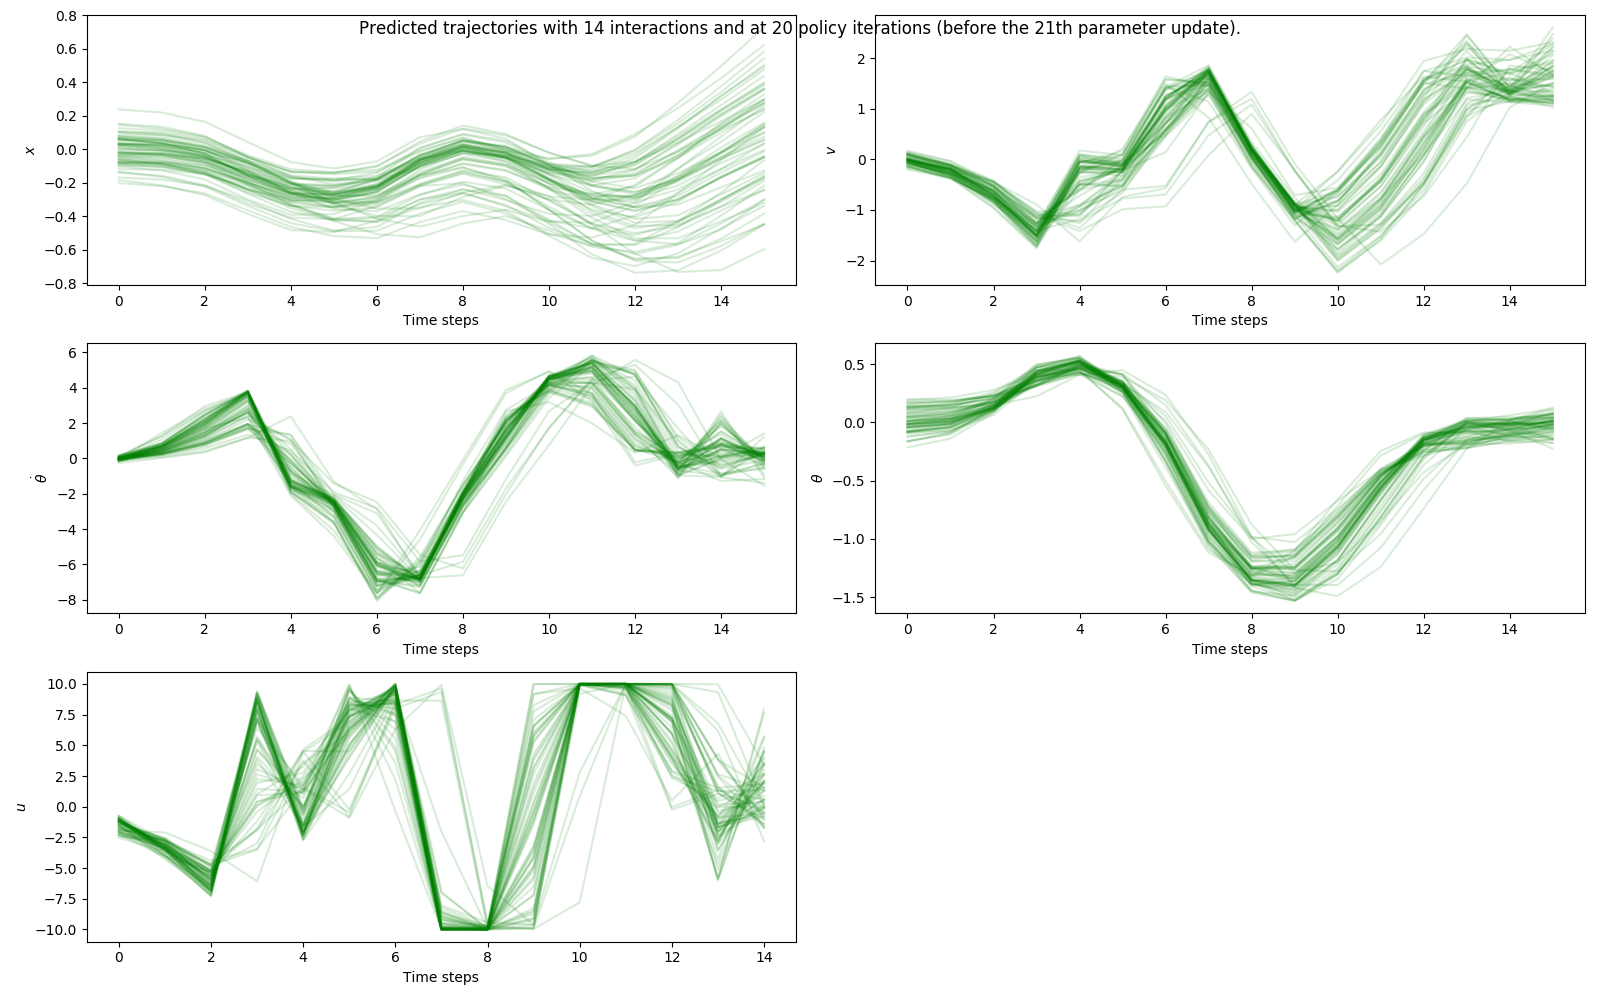 Predicted trajectories with 14 interactions and at 20 policy iterations (before the 21th parameter update).
0.8
0.6
0.4
0.2
0.0
−0.2
−0.4
−0.6
−0.8
x
0 2 4 6 8 10 12 14
Time steps
2
1
0
−1
−2
v
0 2 4 6 8 10 12 14
Time steps
6
4
2
0
−2
−4
−6
−8
θ̇
0 2 4 6 8 10 12 14
Time steps
0.5
0.0
−0.5
−1.0
−1.5
θ
0 2 4 6 8 10 12 14
Time steps
10.0
7.5
5.0
2.5
0.0
−2.5
−5.0
−7.5
−10.0
u
0 2 4 6 8 10 12 14
Time steps